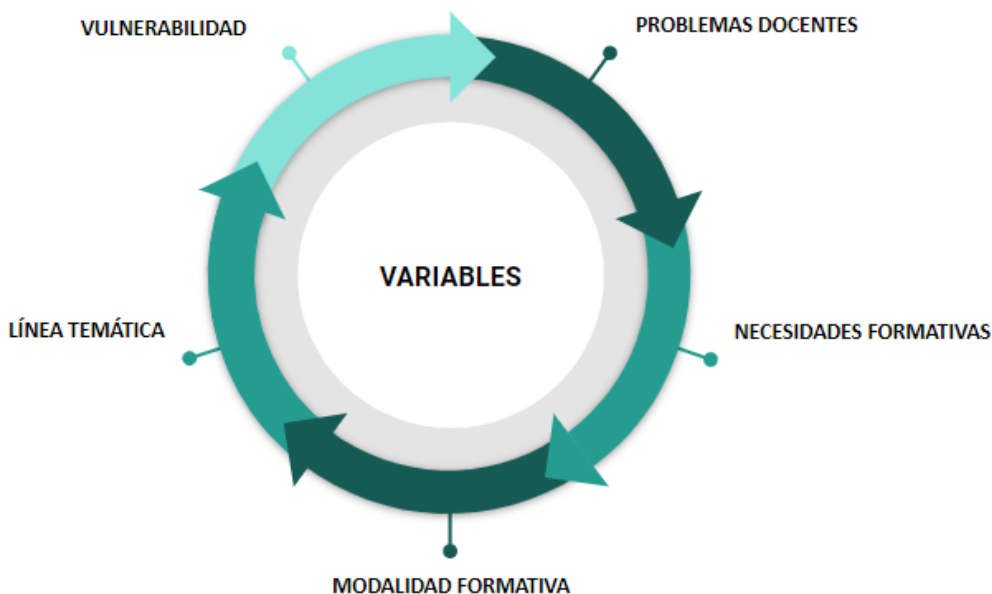 VULNERABILIDAD
PROBLEMAS DOCENTES
VARIABLES
LÍNEA TEMÁTICA
NECESIDADES FORMATIVAS
MODALIDAD FORMATIVA